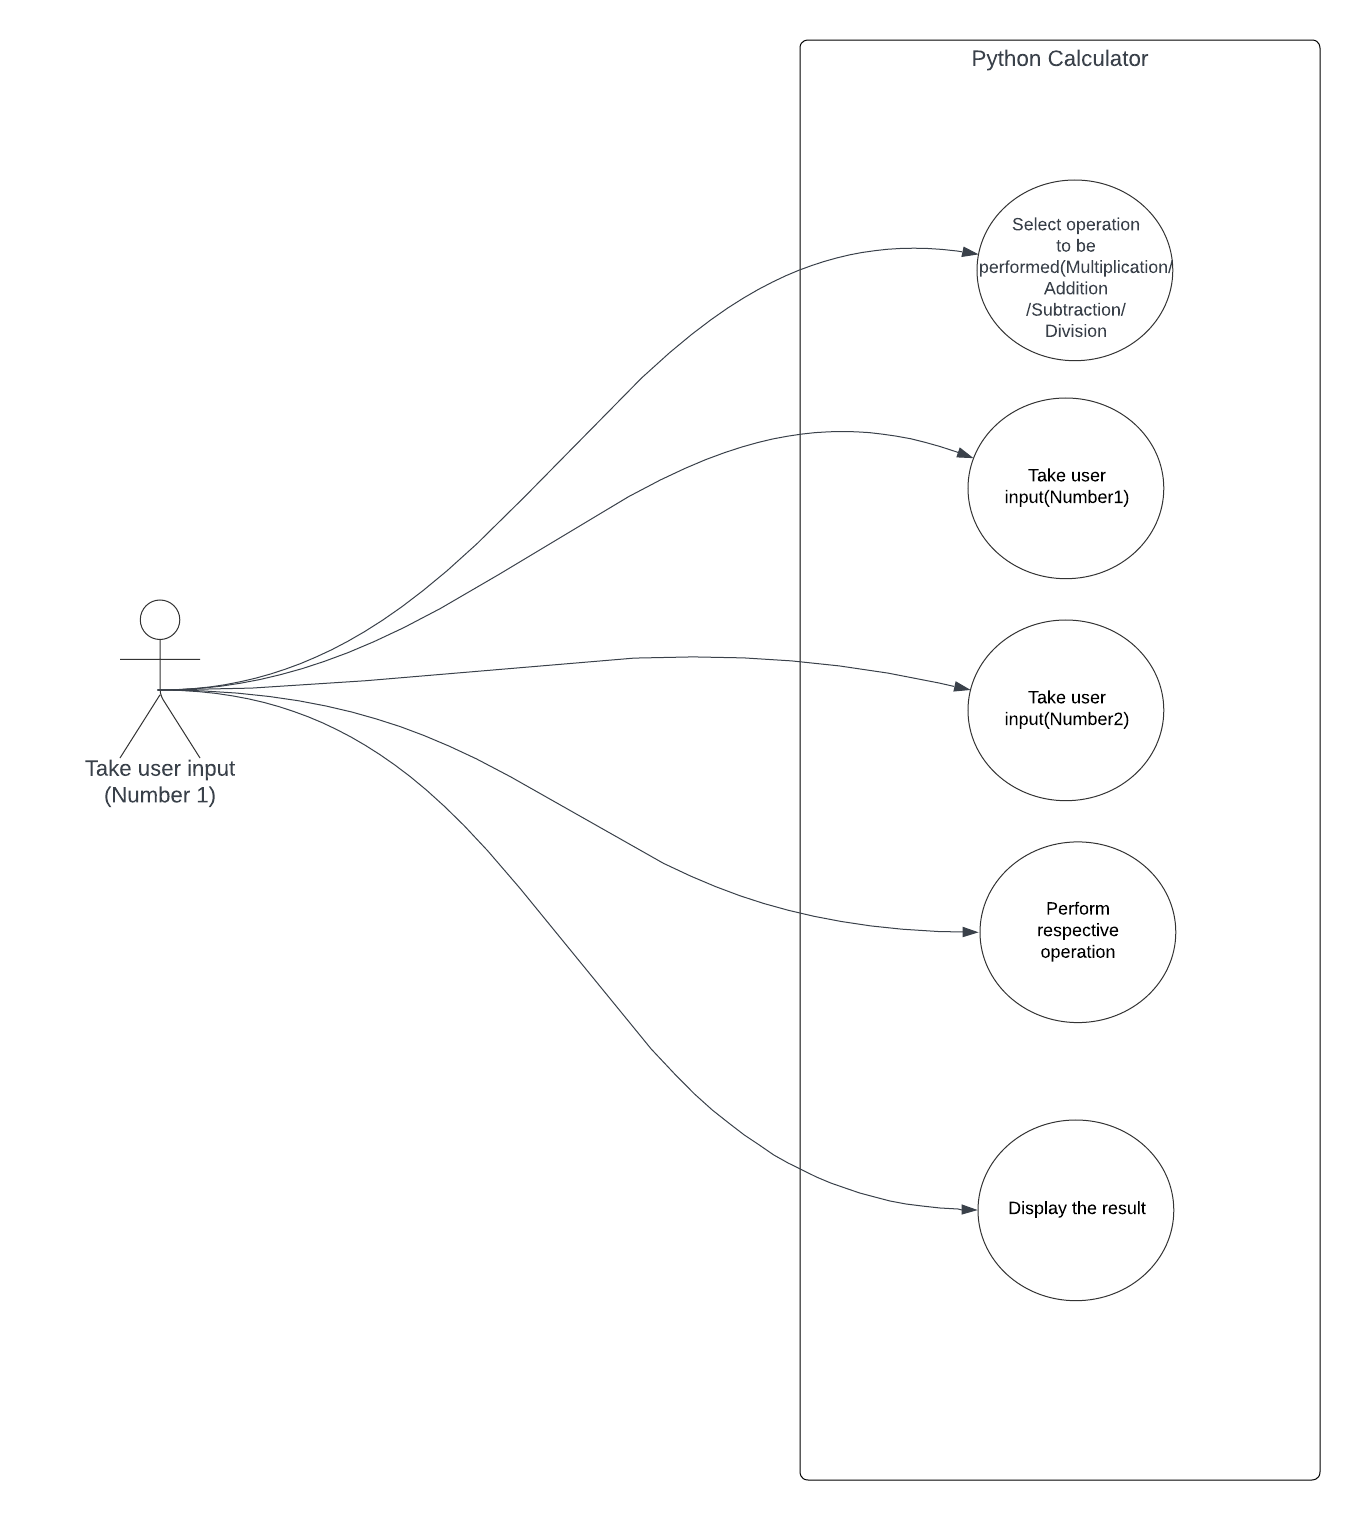 Python Calculator
Select operation
to be
performed(Multiplication/
Addition
/Subtraction/
Division
Take user
input(Number1)
Take user
input(Number2)
Take user input
(Number 1)
Perform
respective
operation
Display the result